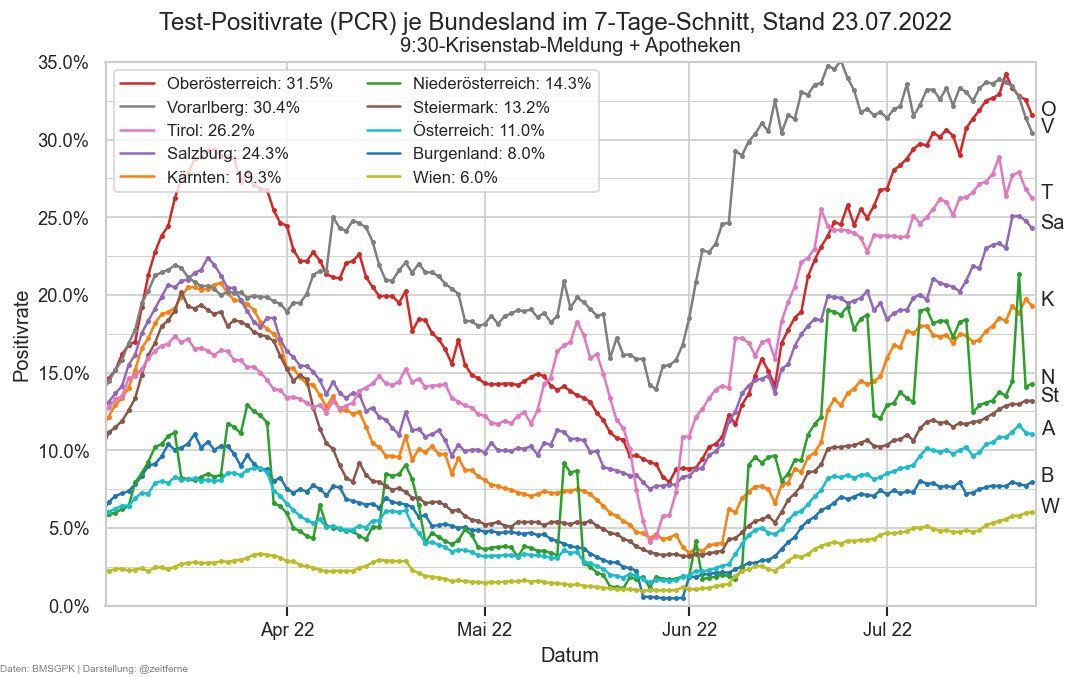 Test-Positivrate (PCR) je Bundesland im 7-Tage-Schnitt, Stand 23.07.2022
9:30-Krisenstab-Meldung + Apotheken
35.0%
30.0%
25.0%
20.0%
15.0%
10.0%
5.0%
0.0%
Positivrate
Oberösterreich: 31.5%
Vorarlberg: 30.4%
Tirol: 26.2%
Salzburg: 24.3%
Kärnten: 19.3%
Niederösterreich: 14.3%
Steiermark: 13.2%
Österreich: 11.0%
Burgenland: 8.0%
Wien: 6.0%
O
V
T
Sa
K
N
St
A
B
W
Apr 22
Mai 22
Jun 22
Jul 22
Datum
Daten: BMSGPK | Darstellung: @zeitferne